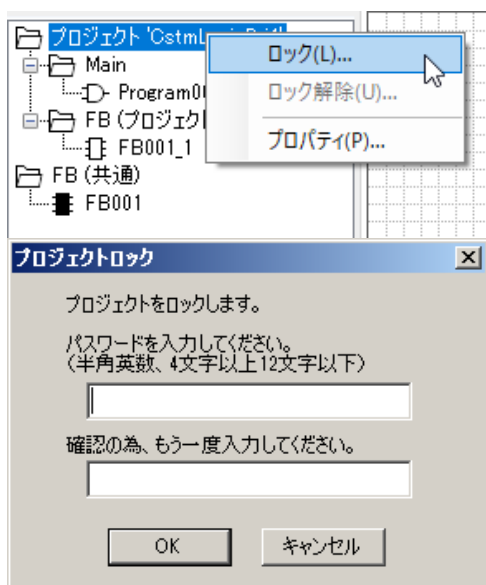 プロジェクト 'CstmL
ロック(L)...
Main
ロック解除(U)...
Program0
FB (プロジェク
プロパティ(P)...
FB001_1
FB (共通)
FB001
プロジェクトロック
プロジェクトをロックします。
パスワードを入力してください。
(半角英数、4文字以上12文字以下)
確認の為、もう一度入力してください。
OK
キャンセル